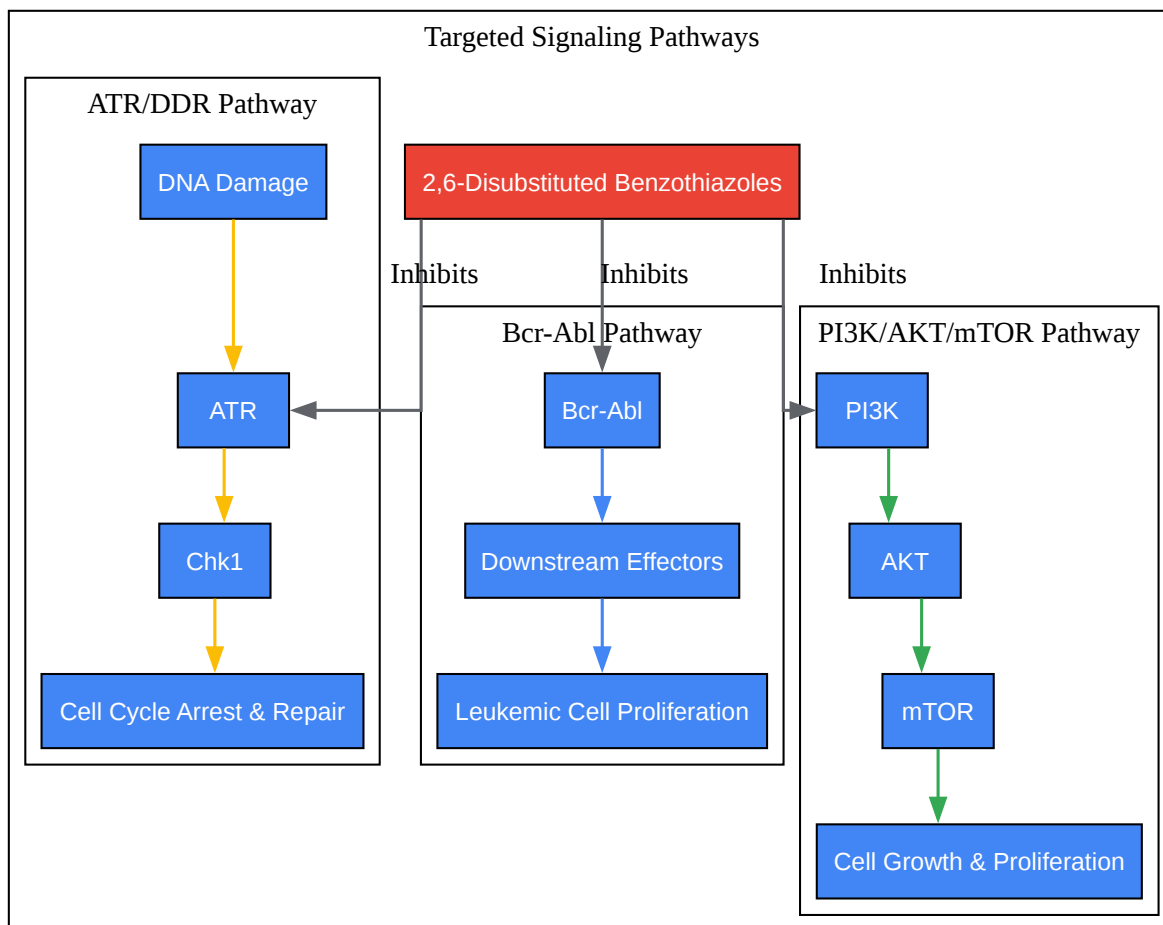 Targeted Signaling Pathways
ATR/DDR Pathway
DNA Damage
2,6-Disubstituted Benzothiazoles
Inhibits
Inhibits
Inhibits
Bcr-Abl Pathway
PI3K/AKT/mTOR Pathway
ATR
Bcr-Abl
PI3K
Chk1
Downstream Effectors
AKT
Cell Cycle Arrest & Repair
Leukemic Cell Proliferation
mTOR
Cell Growth & Proliferation